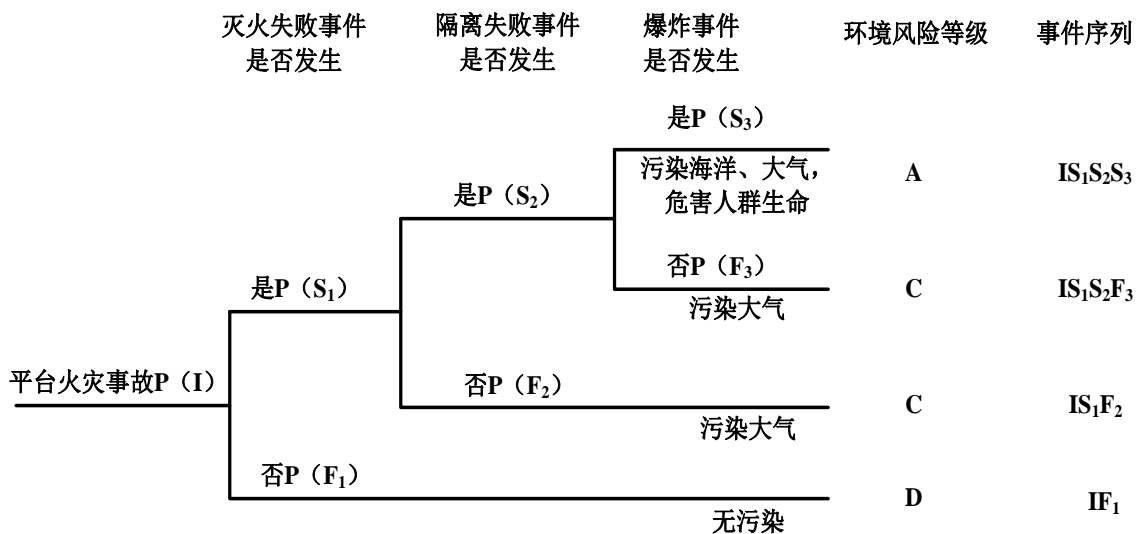 灭火失败事件
是否发生
隔离失败事件
是否发生
爆炸事件
是否发生
环境风险等级
事件序列
是P（S₃）
污染海洋、大气，
危害人群生命
A
IS₁S₂S₃
是P（S₂）
否P（F₃）
污染大气
C
IS₁S₂F₃
是P（S₁）
平台火灾事故P（I）
否P（F₂）
污染大气
C
IS₁F₂
否P（F₁）
无污染
D
IF₁